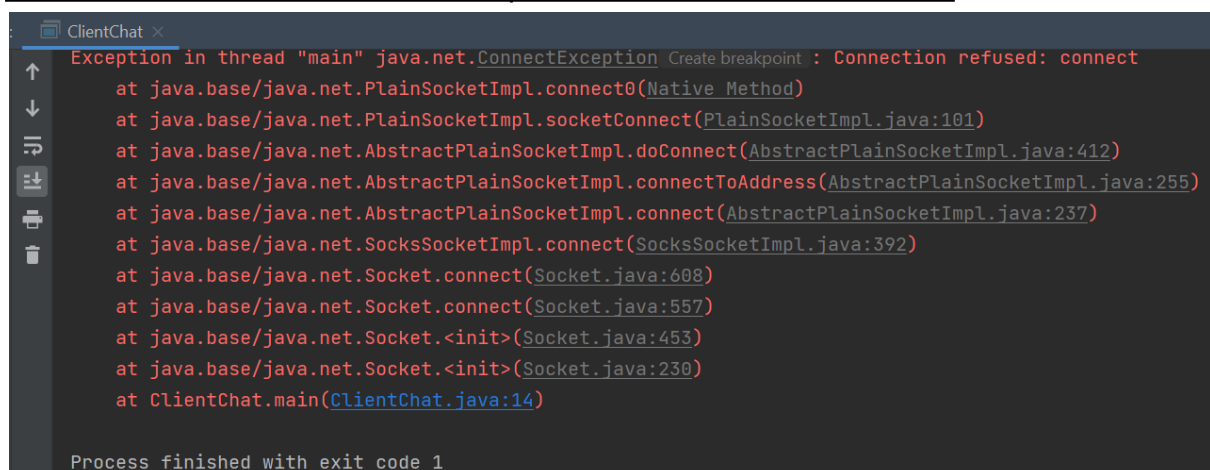 ClientChat
Exception in thread "main" java.net.ConnectException Create breakpoint : Connection refused: connect
at java.base/java.net.PlainSocketImpl.connect0(Native Method)
at java.base/java.net.PlainSocketImpl.socketConnect(PlainSocketImpl.java:101)
at java.base/java.net.AbstractPlainSocketImpl.doConnect(AbstractPlainSocketImpl.java:412)
at java.base/java.net.AbstractPlainSocketImpl.connectToAddress(AbstractPlainSocketImpl.java:255)
at java.base/java.net.AbstractPlainSocketImpl.connect(AbstractPlainSocketImpl.java:237)
at java.base/java.net.SocksSocketImpl.connect(SocksSocketImpl.java:392)
at java.base/java.net.Socket.connect(Socket.java:608)
at java.base/java.net.Socket.connect(Socket.java:557)
at java.base/java.net.Socket.<init>(Socket.java:453)
at java.base/java.net.Socket.<init>(Socket.java:230)
at ClientChat.main(ClientChat.java:14)
Process finished with exit code 1